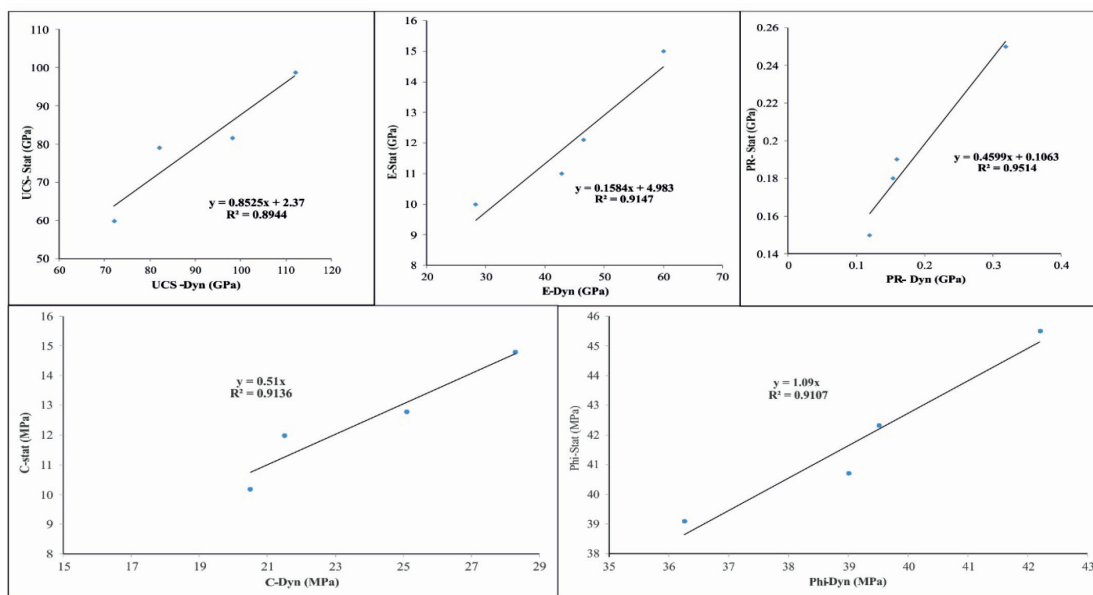 UCS- Stat (GPa)
100
90
80
70
60
50
60 70 80 90 100 110 120
UCS -Dyn (GPa)
y = 0.8525x + 2.37
R² = 0.8944
E-Stat (GPa)
16
15
14
13
12
11
10
9
8
20 30 40 50 60 70
E-Dyn (GPa)
y = 0.1584x + 4.983
R² = 0.9147
PR- Stat (GPa)
0.26
0.24
0.22
0.2
0.18
0.16
0.14
0 0.1 0.2 0.3 0.4
PR- Dyn (GPa)
y = 0.4599x + 0.1063
R² = 0.9514
C-stat (MPa)
16
15
14
13
12
11
10
9
8
15 17 19 21 23 25 27 29
C-Dyn (MPa)
y = 0.51x
R² = 0.9136
Phi-Stat (MPa)
46
45
44
43
42
41
40
39
38
35 36 37 38 39 40 41 42 43
Phi-Dyn (MPa)
y = 1.09x
R² = 0.9107